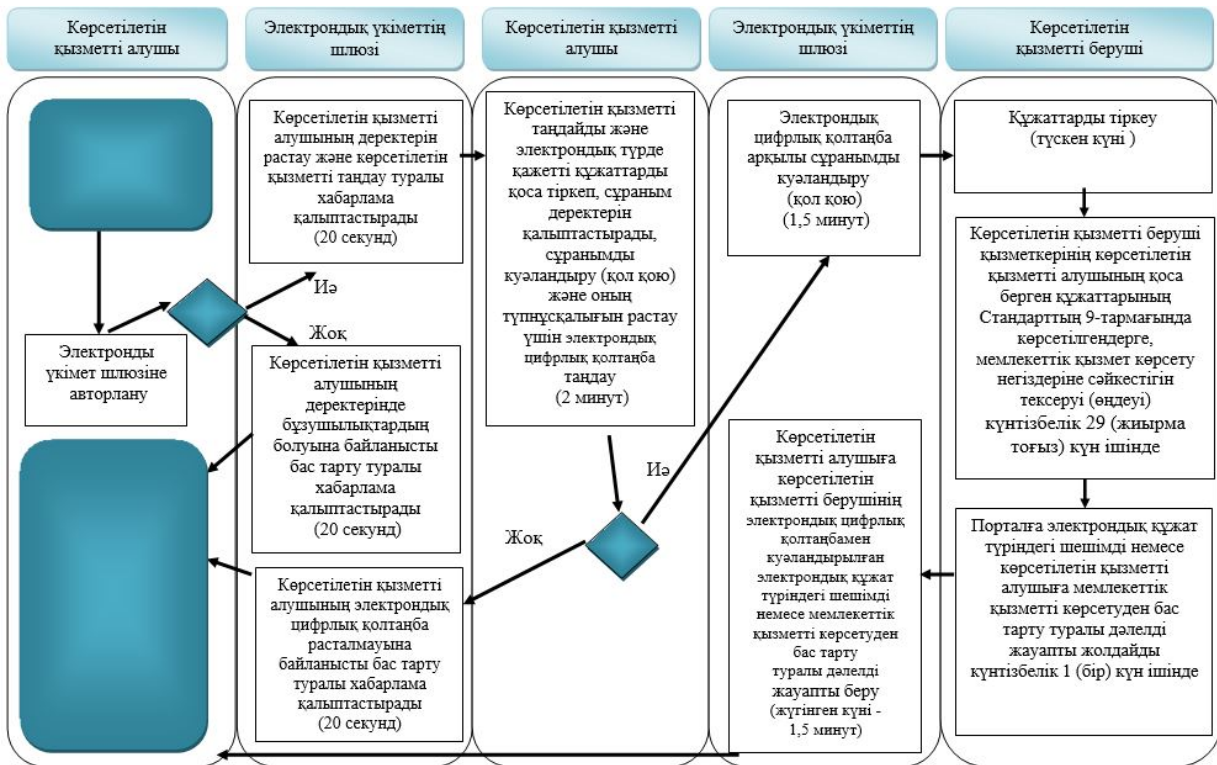 Көрсетілетін
қызметті алушы
Электрондық үкіметтің
шлюзі
Көрсетілетін қызметті
алушы
Электрондық үкіметтің
шлюзі
Көрсетілетін
қызметті беруші
Электронды
үкімет шлюзіне
авторлану
Көрсетілетін қызметті
алушының деректерін
растау және көрсетілетін
қызметті таңдау туралы
хабарлама
қалыптастырады
(20 секунд)
Иә
Жоқ
Көрсетілетін қызметті
алушының
деректерінде
бұзушылықтардың
болуына байланысты
бас тарту туралы
хабарлама
қалыптастырады
(20 секунд)
Көрсетілетін қызметті
алушының электрондық
цифрлық қолтаңба
расталмауына
байланысты бас тарту
туралы хабарлама
қалыптастырады
(20 секунд)
Көрсетілетін қызметті
таңдайды және
электрондық түрде
қажетті құжаттарды
қоса тіркеп, сұраным
деректерін
қалыптастырады,
сұранымды
куәландыру (қол қою)
және оның
түпнұсқалығын растау
үшін электрондық
цифрлық қолтаңба
таңдау
(2 минут)
Иә
Жоқ
Электрондық
цифрлық қолтаңба
арқылы сұранымды
куәландыру
(қол қою)
(1,5 минут)
Көрсетілетін
қызметті алушыға
көрсетілетін
қызметті берушінің
электрондық цифрлық
қолтаңбамен
куәландырылған
электрондық құжат
түріндегі шешімді
немесе мемлекеттік
қызметті көрсетуден
бас тарту
туралы дәлелді
жауапты беру
(жүгінген күні -
1,5 минут)
Құжаттарды тіркеу
(түскен күні )
Көрсетілетін қызметті беруші
қызметкерінің көрсетілетін
қызметті алушының қоса
берген құжаттарының
Стандарттың 9-тармағында
көрсетілгендерге,
мемлекеттік қызмет көрсету
негіздеріне сәйкестігін
тексеруі (өңдеуі)
күнтізбелік 29 (жиырма
тоғыз) күн ішінде
Порталға электрондық құжат
түріндегі шешімді немесе
көрсетілетін қызметті
алушыға мемлекеттік
қызметті көрсетуден бас
тарту туралы дәлелді
жауапты жолдайды
күнтізбелік 1 (бір) күн ішінде